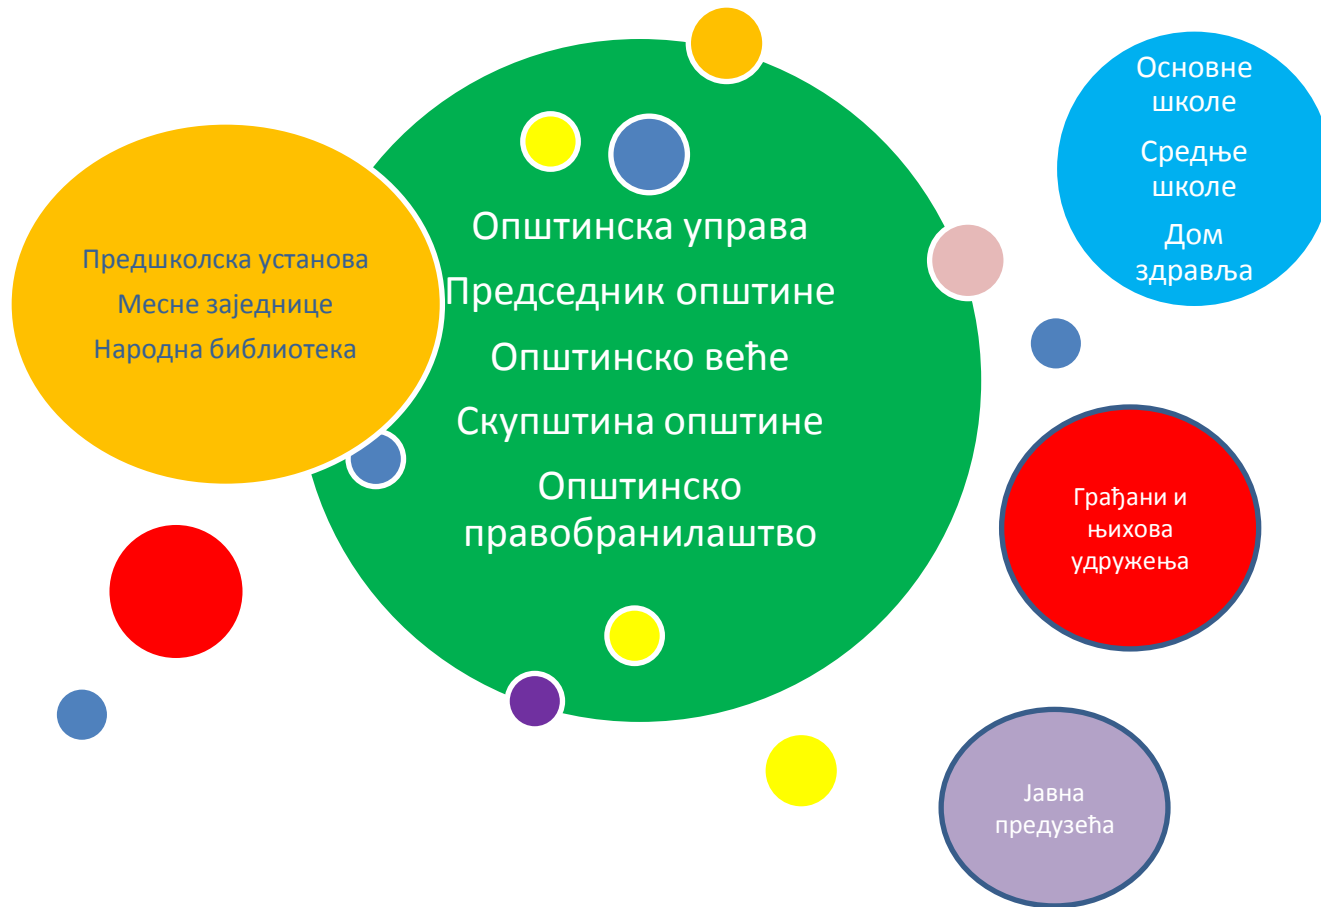 Предшколска установа
Месне заједнице
Народна библиотека
Општинска управа
Председник општине
Општинско веће
Скупштина општине
Општинско
правобранилаштво
Основне
школе
Средње
школе
Дом
здравља
Грађани и
њихова
удружења
Јавна
предузећа